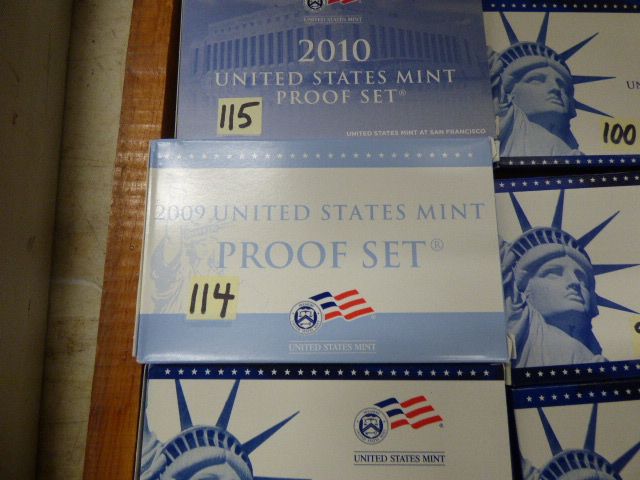 UNITED STATES MINT
2010
UNITED STATES MINT
PROOF SET®
115
UNITED STATES MINT AT SAN FRANCISCO
100
2009 UNITED STATES MINT
PROOF SET®
114
UNITED STATES MINT
UNITED STATES MINT